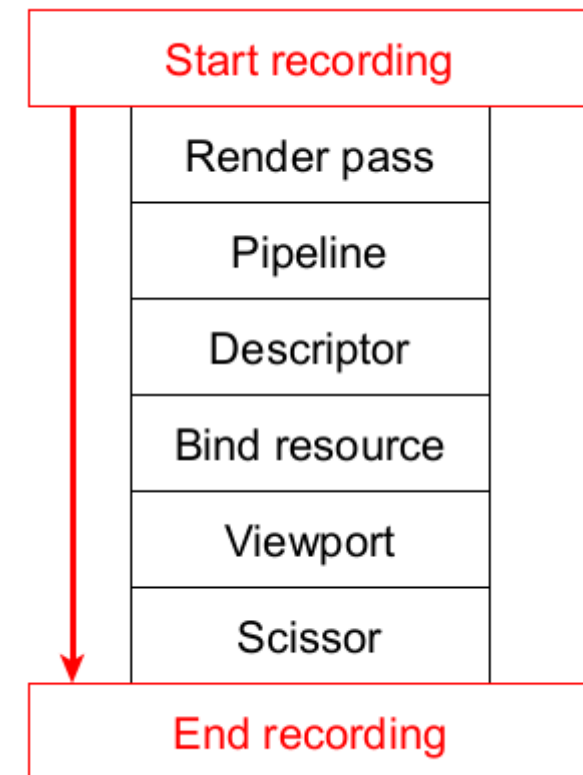 Start recording
Render pass
Pipeline
Descriptor
Bind resource
Viewport
Scissor
End recording